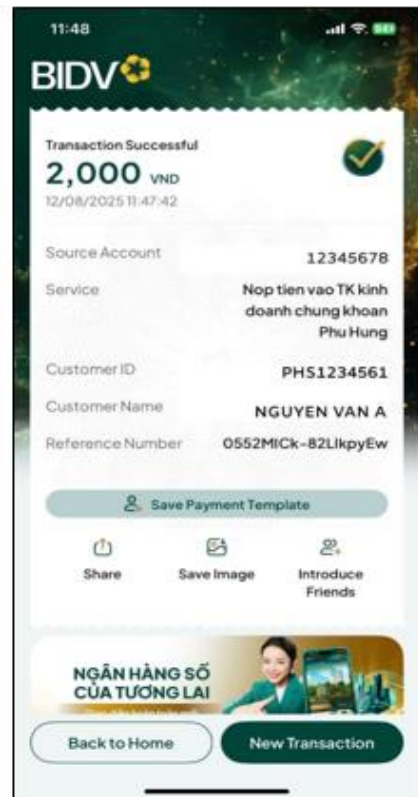 11:48
BIDV
Transaction Successful
2,000 VND
12/08/2025 11:47:42
Source Account 12345678
Service Nop tien vao TK kinh
doanh chung khoan
Phu Hung
Customer ID PHS1234561
Customer Name NGUYEN VAN A
Reference Number 0552MICk-82LlkpyEw
Save Payment Template
Share Save Image Introduce
Friends
NGÂN HÀNG SỐ
CỦA TƯƠNG LAI
Back to Home New Transaction